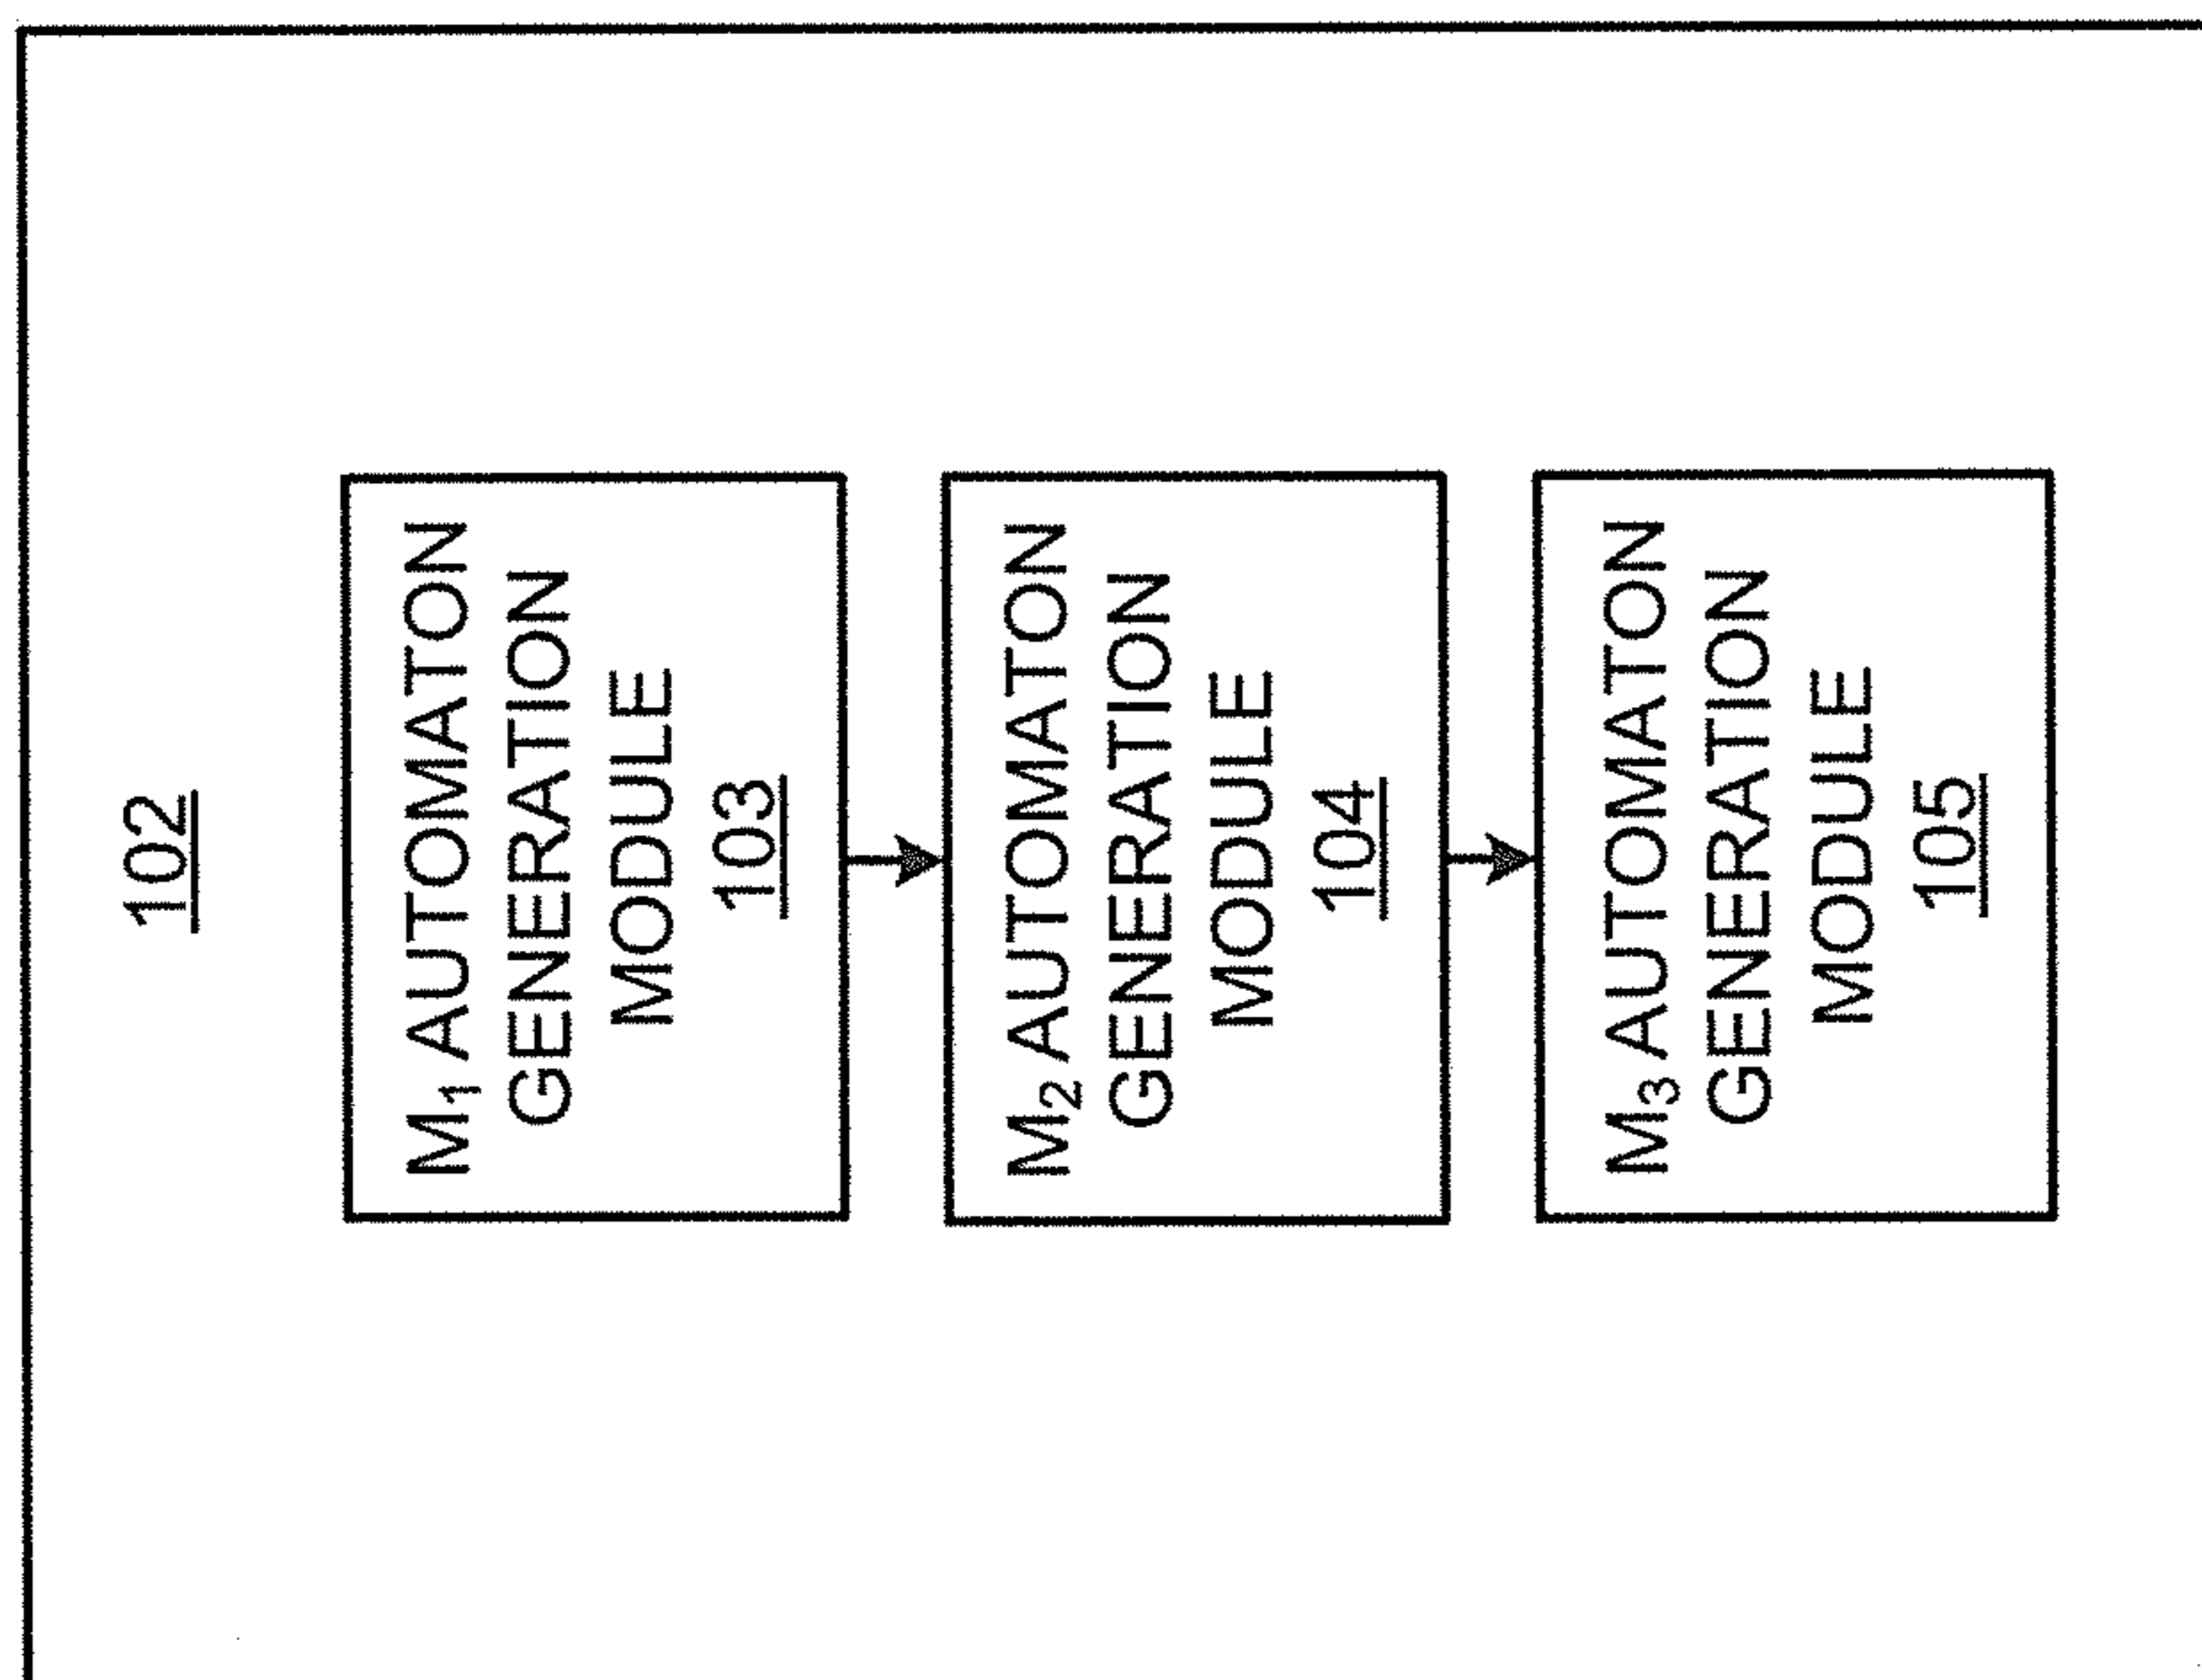 102
M₁ AUTOMATON
GENERATION
MODULE
103
M₂ AUTOMATON
GENERATION
MODULE
104
M₃ AUTOMATON
GENERATION
MODULE
105